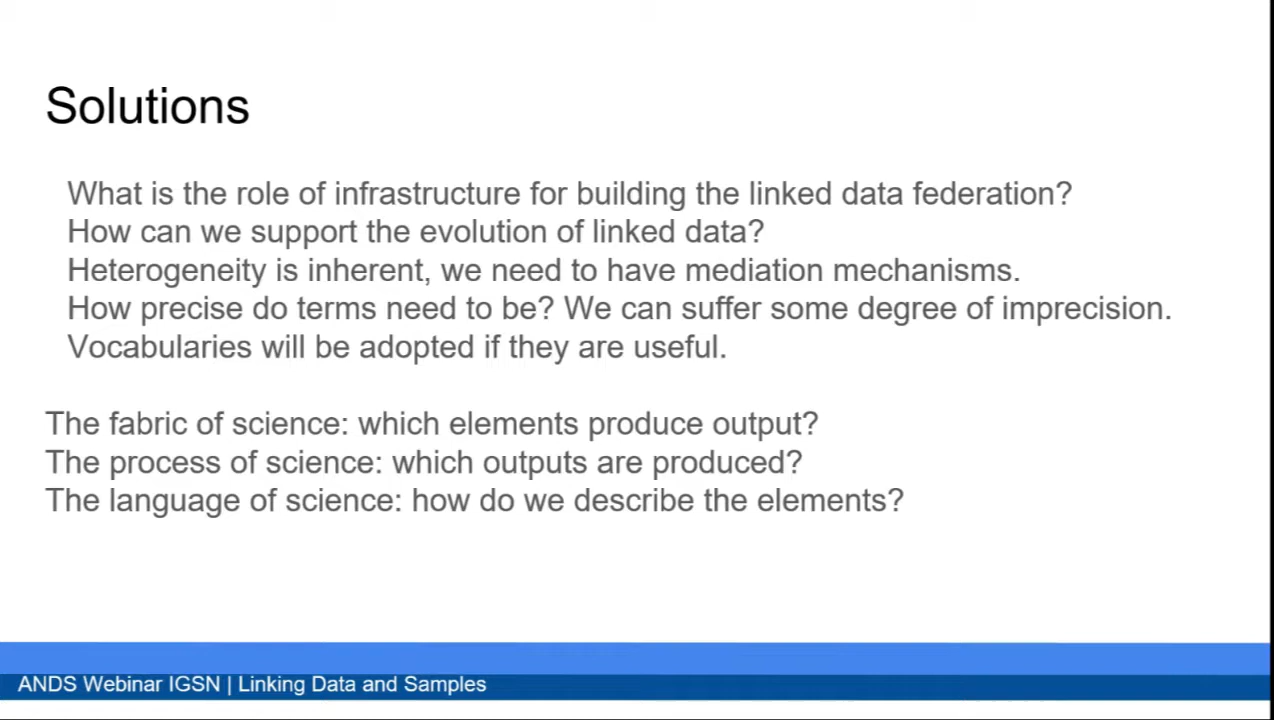 Solutions
What is the role of infrastructure for building the linked data federation?
How can we support the evolution of linked data?
Heterogeneity is inherent, we need to have mediation mechanisms.
How precise do terms need to be? We can suffer some degree of imprecision.
Vocabularies will be adopted if they are useful.
The fabric of science: which elements produce output?
The process of science: which outputs are produced?
The language of science: how do we describe the elements?
ANDS Webinar IGSN | Linking Data and Samples